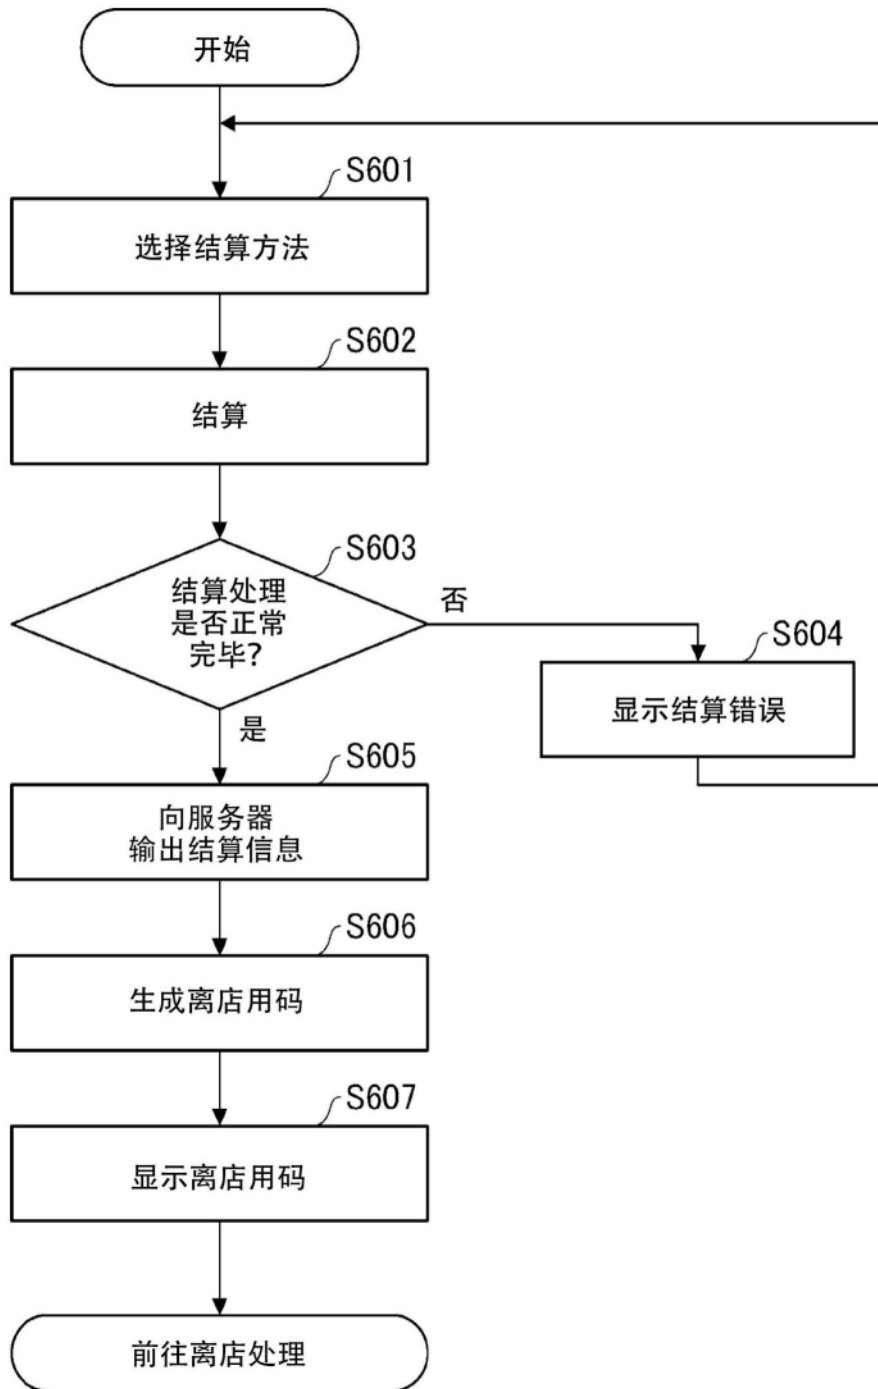 开始
S601
选择结算方法
S602
结算
S603
结算处理
是否正常
完毕？
否
S604
显示结算错误
是
S605
向服务器
输出结算信息
S606
生成离店用码
S607
显示离店用码
前往离店处理